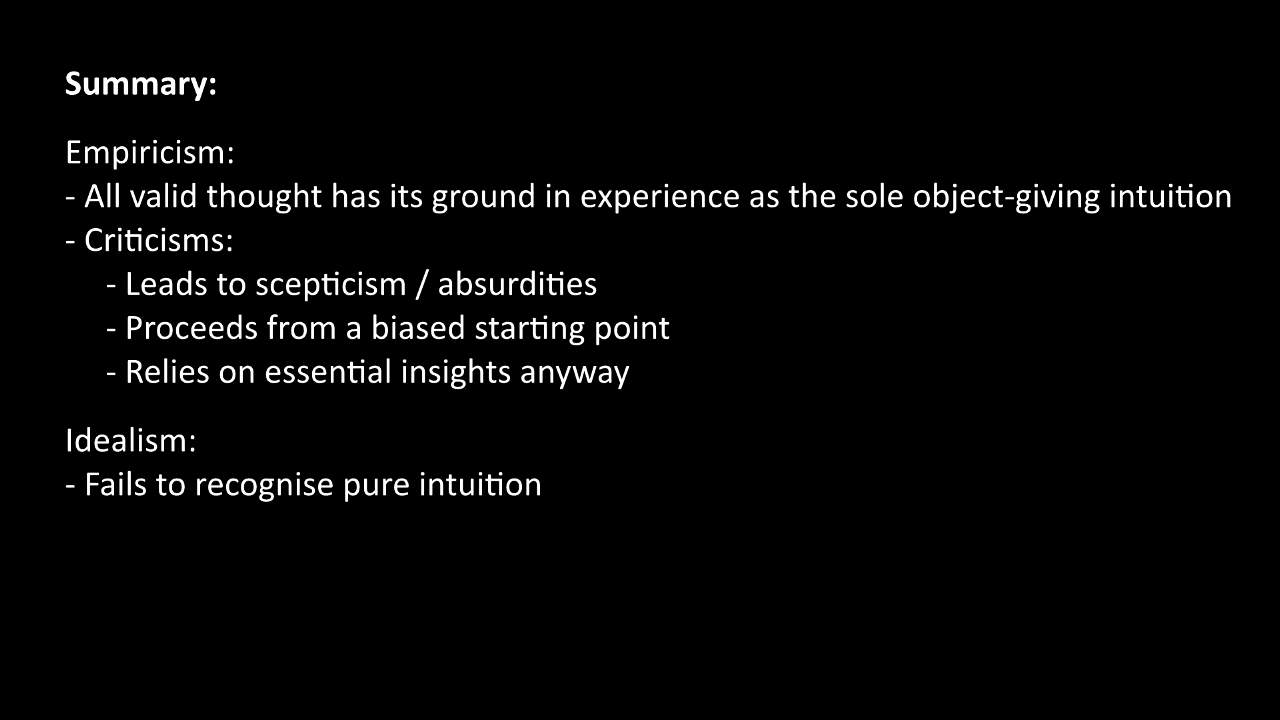 Summary:
Empiricism:
- All valid thought has its ground in experience as the sole object-giving intuition
- Criticisms:
- Leads to scepticism / absurdities
- Proceeds from a biased starting point
- Relies on essential insights anyway
Idealism:
- Fails to recognise pure intuition